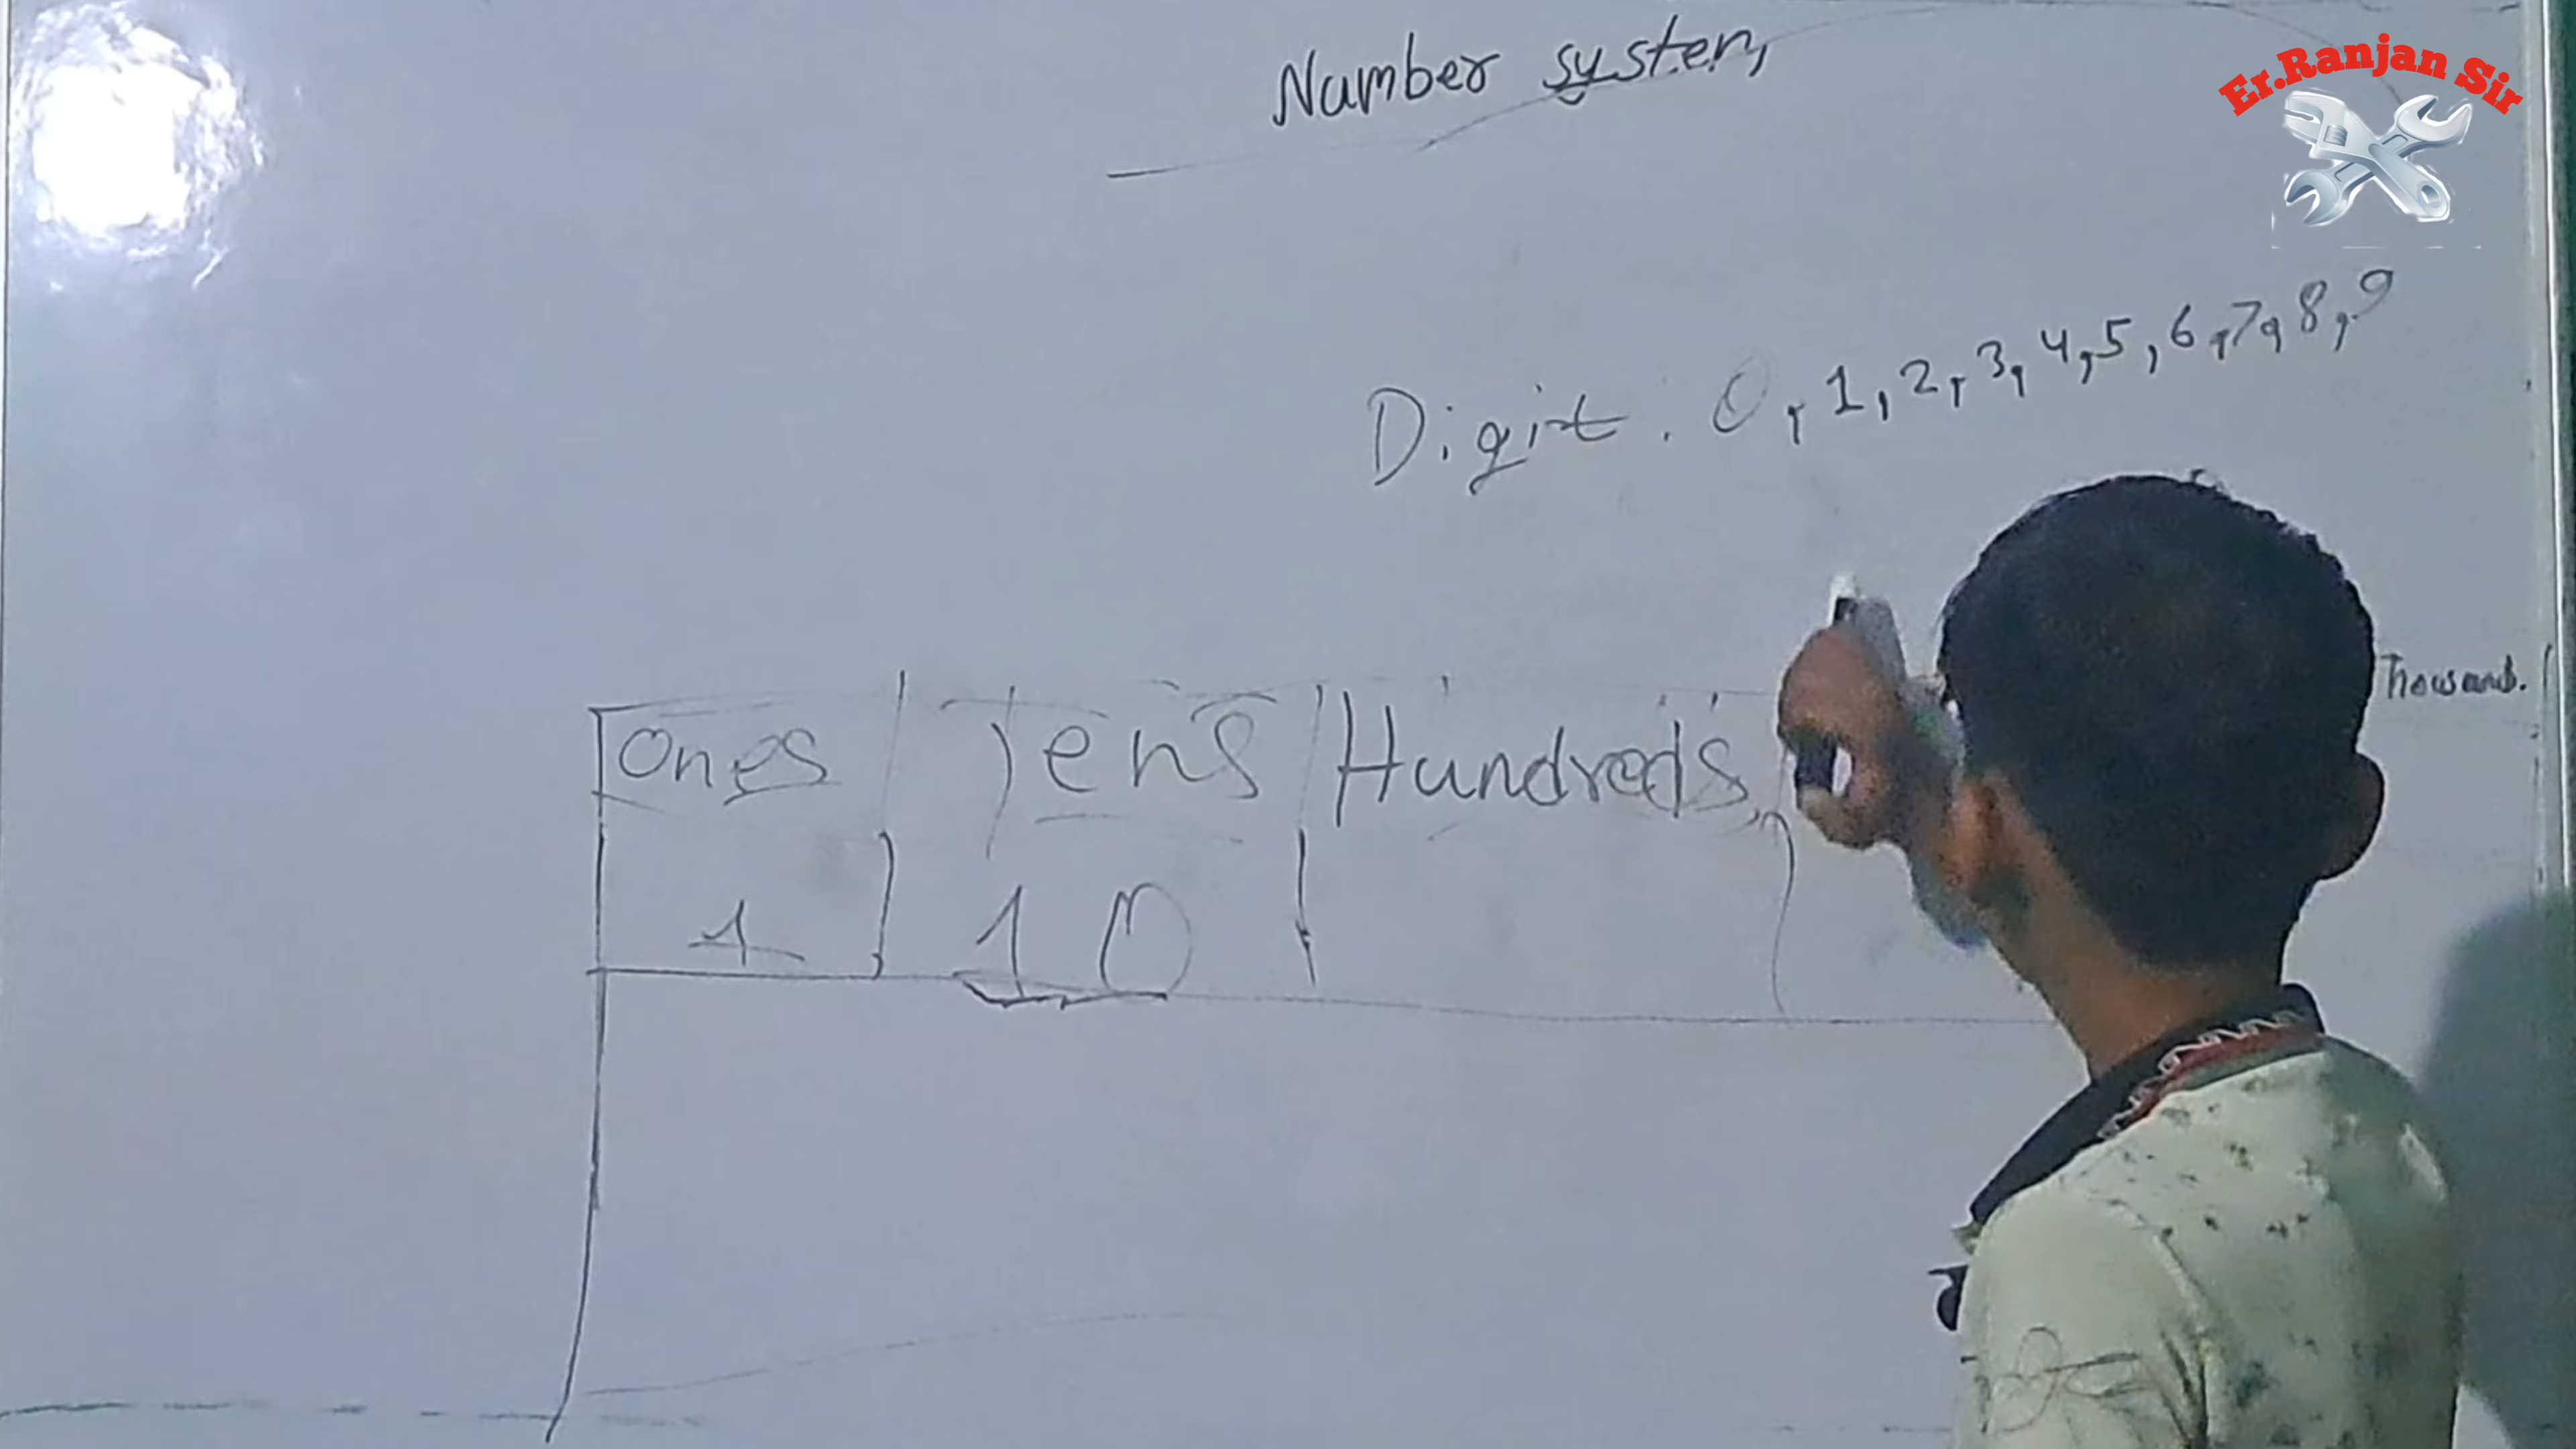 Number system
Er.Ranjan Sir
Digit : 0, 1, 2, 3, 4, 5, 6, 7, 8, 9
Ones Tens Hundreds Thousand.
1 10